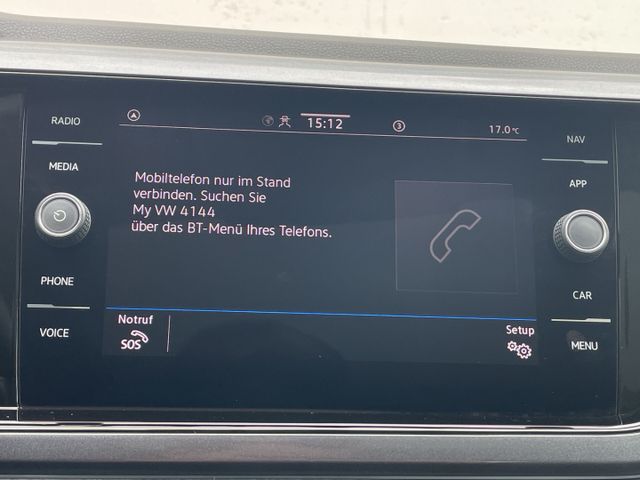 RADIO
MEDIA
PHONE
VOICE
15:12
3
17.0°C
Mobiltelefon nur im Stand
verbinden. Suchen Sie
My VW 4144
über das BT-Menü Ihres Telefons.
Notruf
SOS
Setup
NAV
APP
CAR
MENU